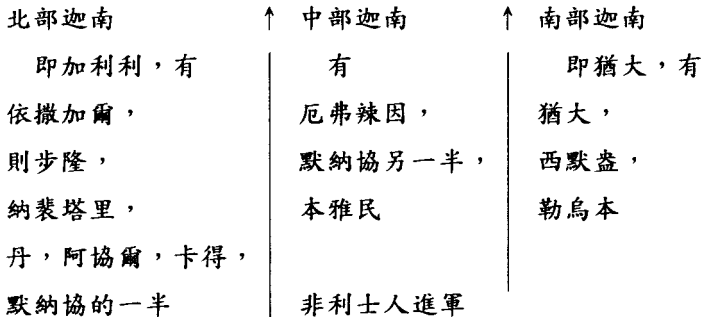 北部迦南 ↑ 中部迦南 ↑ 南部迦南
即加利利，有 有 即猶大，有
依撒加爾， 厄弗辣因， 猶大，
則步隆， 默納協另一半， 西默盎，
納裴塔里， 本雅民 勒烏本
丹，阿協爾，卡得，
默納協的一半 非利士人進軍